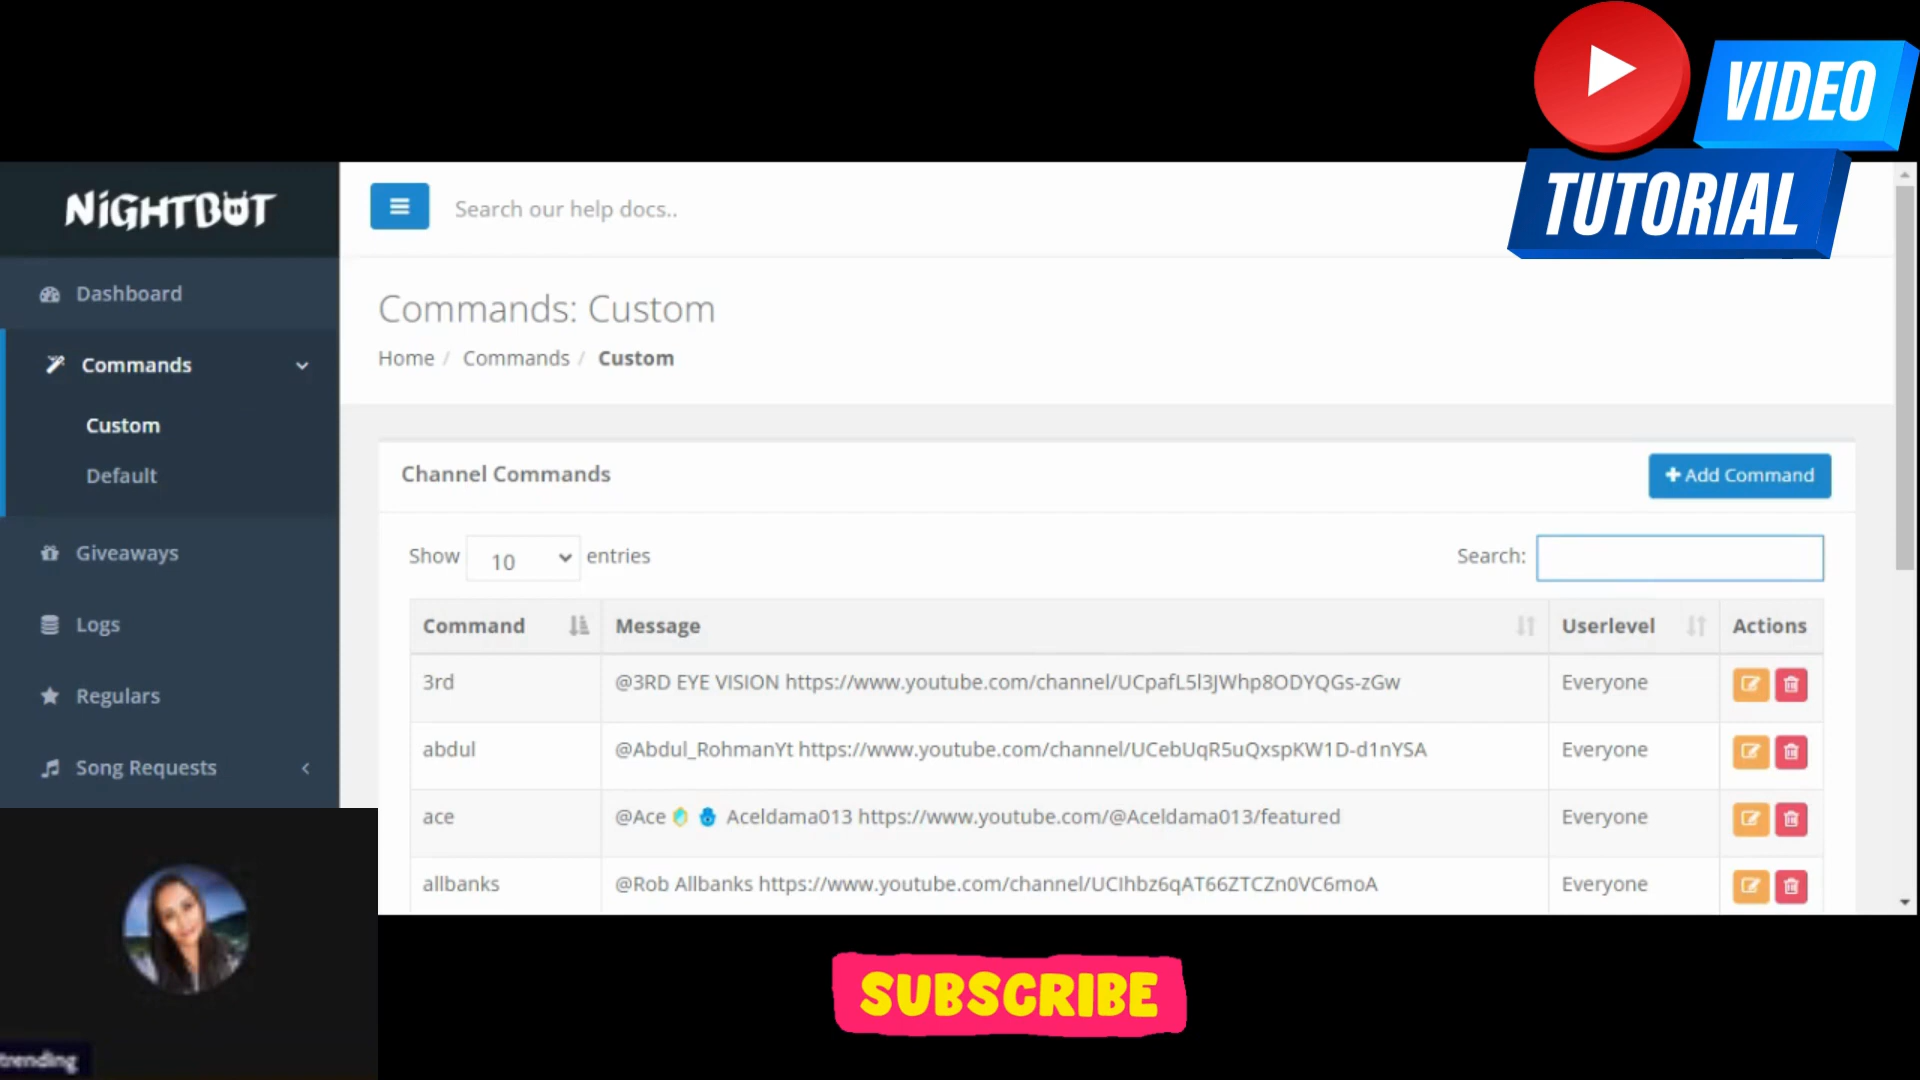 VIDEO
TUTORIAL
NiGHTBOT
Search our help docs..
Dashboard
Commands
Custom
Default
Giveaways
Logs
Regulars
Song Requests
Commands: Custom
Home / Commands / Custom
Channel Commands
Add Command
Show 10 entries
Search:
Command Message Userlevel Actions
3rd @3RD EYE VISION https://www.youtube.com/channel/UCpafL5l3JWhp8ODYQGs-zGw Everyone
abdul @Abdul_RohmanYt https://www.youtube.com/channel/UCebUqR5uQxspKW1D-d1nYSA Everyone
ace @Ace Aceldama013 https://www.youtube.com/@Aceldama013/featured Everyone
allbanks @Rob Allbanks https://www.youtube.com/channel/UCIhbz6qAT66ZTCZn0VC6moA Everyone
trending
SUBSCRIBE